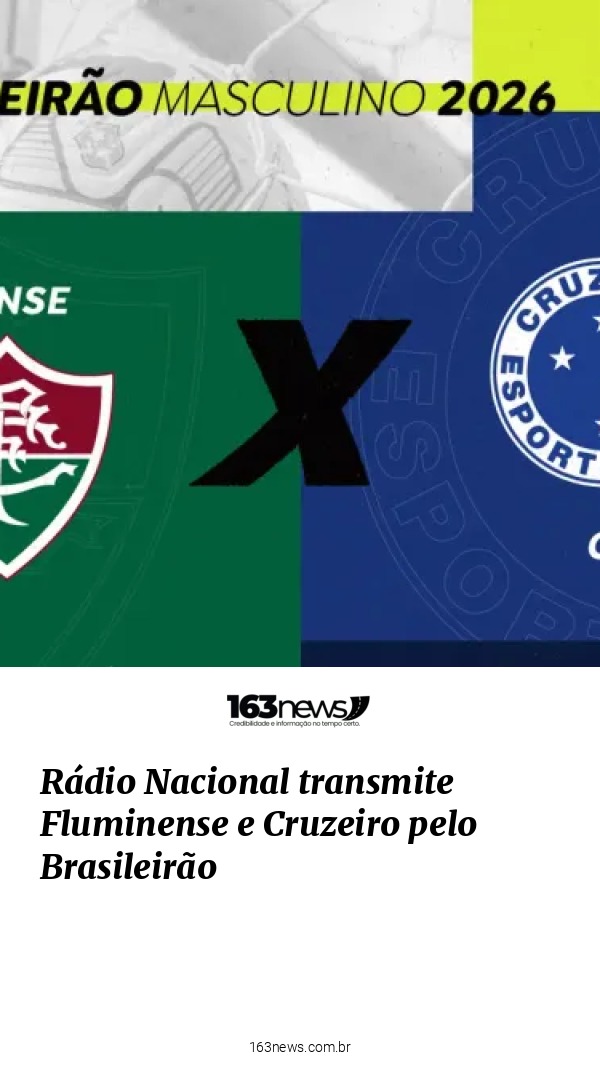 EIRÃO MASCULINO 2026
NSE
CRUZ
ESPORT
163news
Credibilidade e informação no tempo certo.
Rádio Nacional transmite
Fluminense e Cruzeiro pelo
Brasileirão
163news.com.br